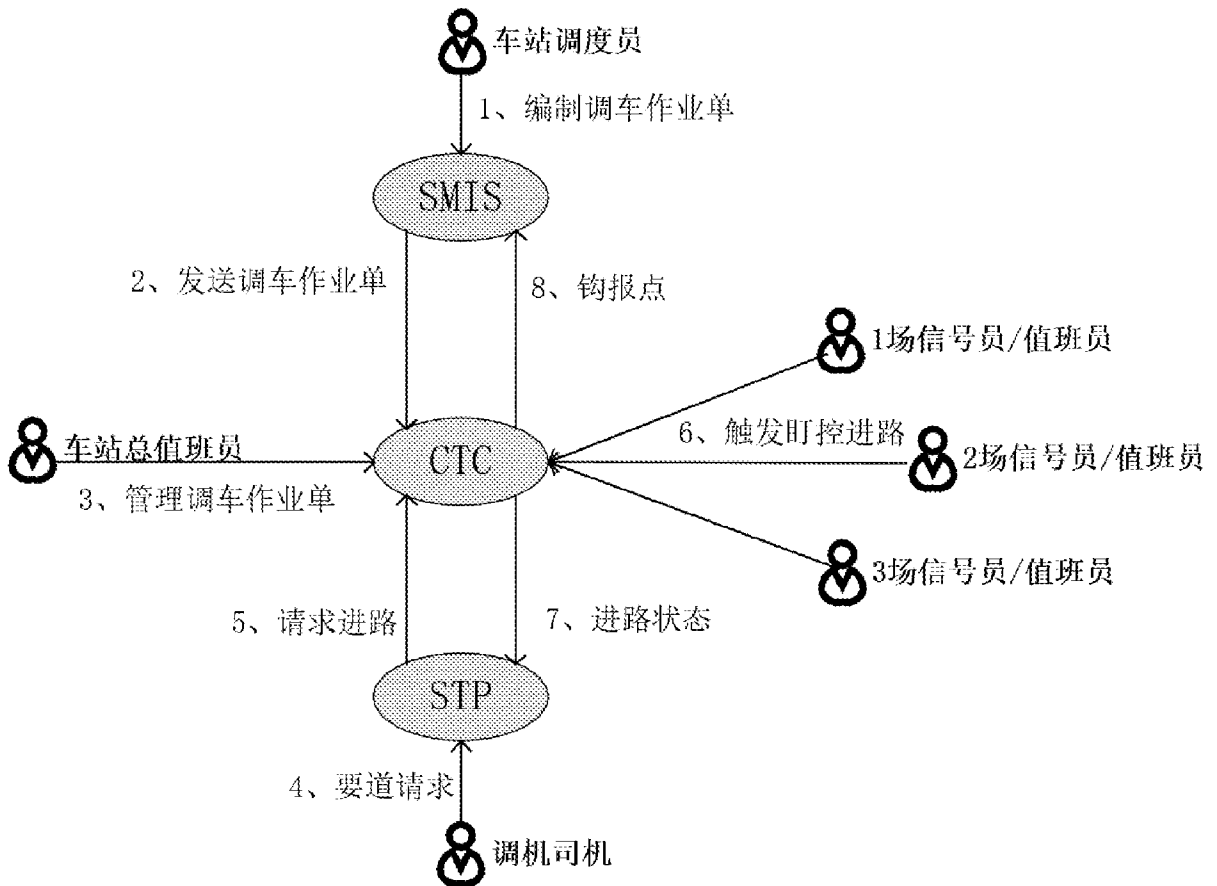 车站调度员
1、编制调车作业单
SMIS
2、发送调车作业单
8、钩报点
1场信号员/值班员
车站总值班员
CTC
6、触发盯控进路
2场信号员/值班员
3、管理调车作业单
3场信号员/值班员
5、请求进路
7、进路状态
STP
4、要道请求
调机司机